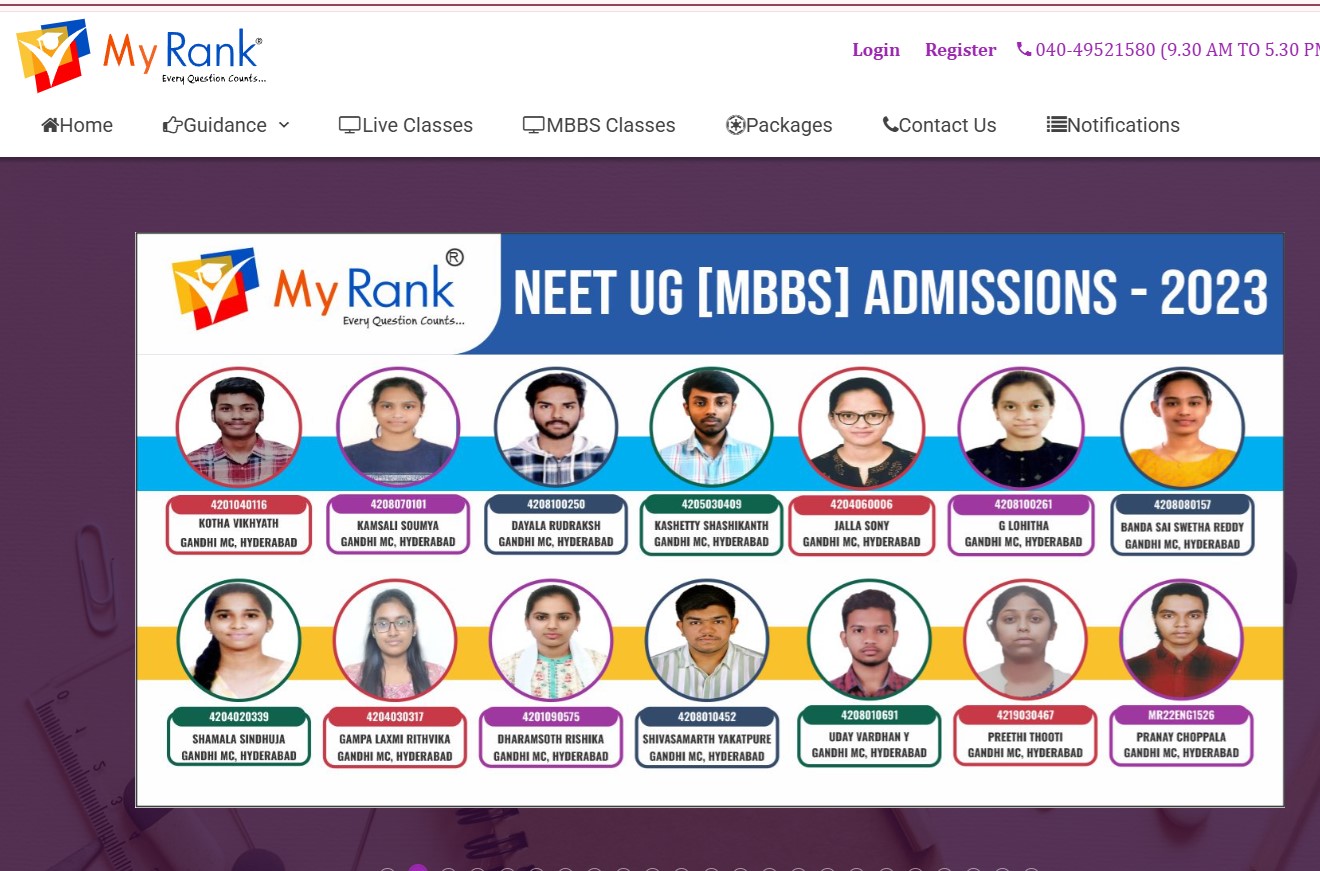 My Rank®
Every Question Counts...
Login Register 040-49521580 (9.30 AM TO 5.30 PM
Home Guidance Live Classes MBBS Classes Packages Contact Us Notifications
My Rank®
Every Question Counts...
NEET UG [MBBS] ADMISSIONS - 2023
4201040116
KOTHA VIKHYATH
GANDHI MC, HYDERABAD
4208070101
KAMSALI SOUMYA
GANDHI MC, HYDERABAD
4208100250
DAYALA RUDRAKSH
GANDHI MC, HYDERABAD
4205030409
KASHETTY SHASHIKANTH
GANDHI MC, HYDERABAD
4204060006
JALLA SONY
GANDHI MC, HYDERABAD
4208100261
G LOHITHA
GANDHI MC, HYDERABAD
4208080157
BANDA SAI SWETHA REDDY
GANDHI MC, HYDERABAD
4204020339
SHAMALA SINDHUJA
GANDHI MC, HYDERABAD
4204030317
GAMPA LAXMI RITHVIKA
GANDHI MC, HYDERABAD
4201090575
DHARAMSOTH RISHIKA
GANDHI MC, HYDERABAD
4208010452
SHIVASAMARTH YAKATPURE
GANDHI MC, HYDERABAD
4208010691
UDAY VARDHAN Y
GANDHI MC, HYDERABAD
4219030467
PREETHI THOOTI
GANDHI MC, HYDERABAD
MR22ENG1526
PRANAY CHOPPALA
GANDHI MC, HYDERABAD